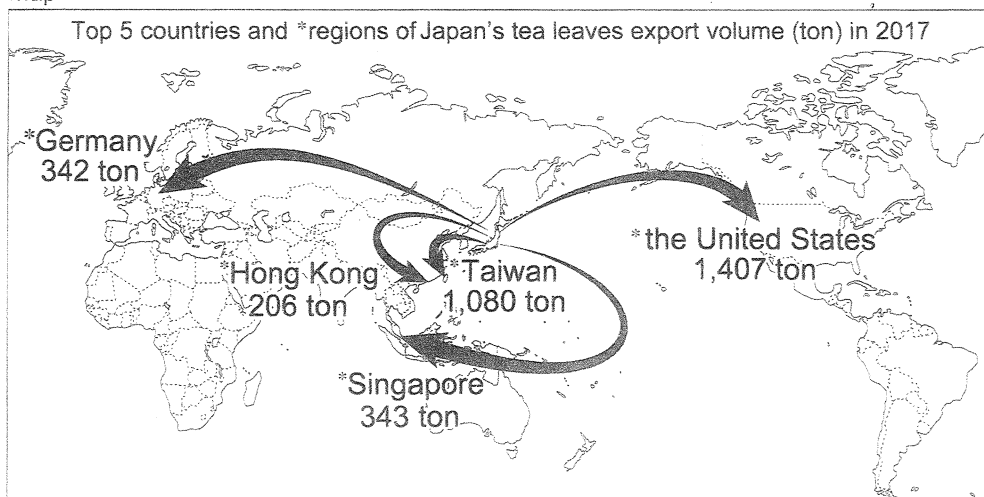 Top 5 countries and *regions of Japan's tea leaves export volume (ton) in 2017
*Germany
342 ton
*the United States
1,407 ton
*Hong Kong
206 ton
*Taiwan
1,080 ton
*Singapore
343 ton